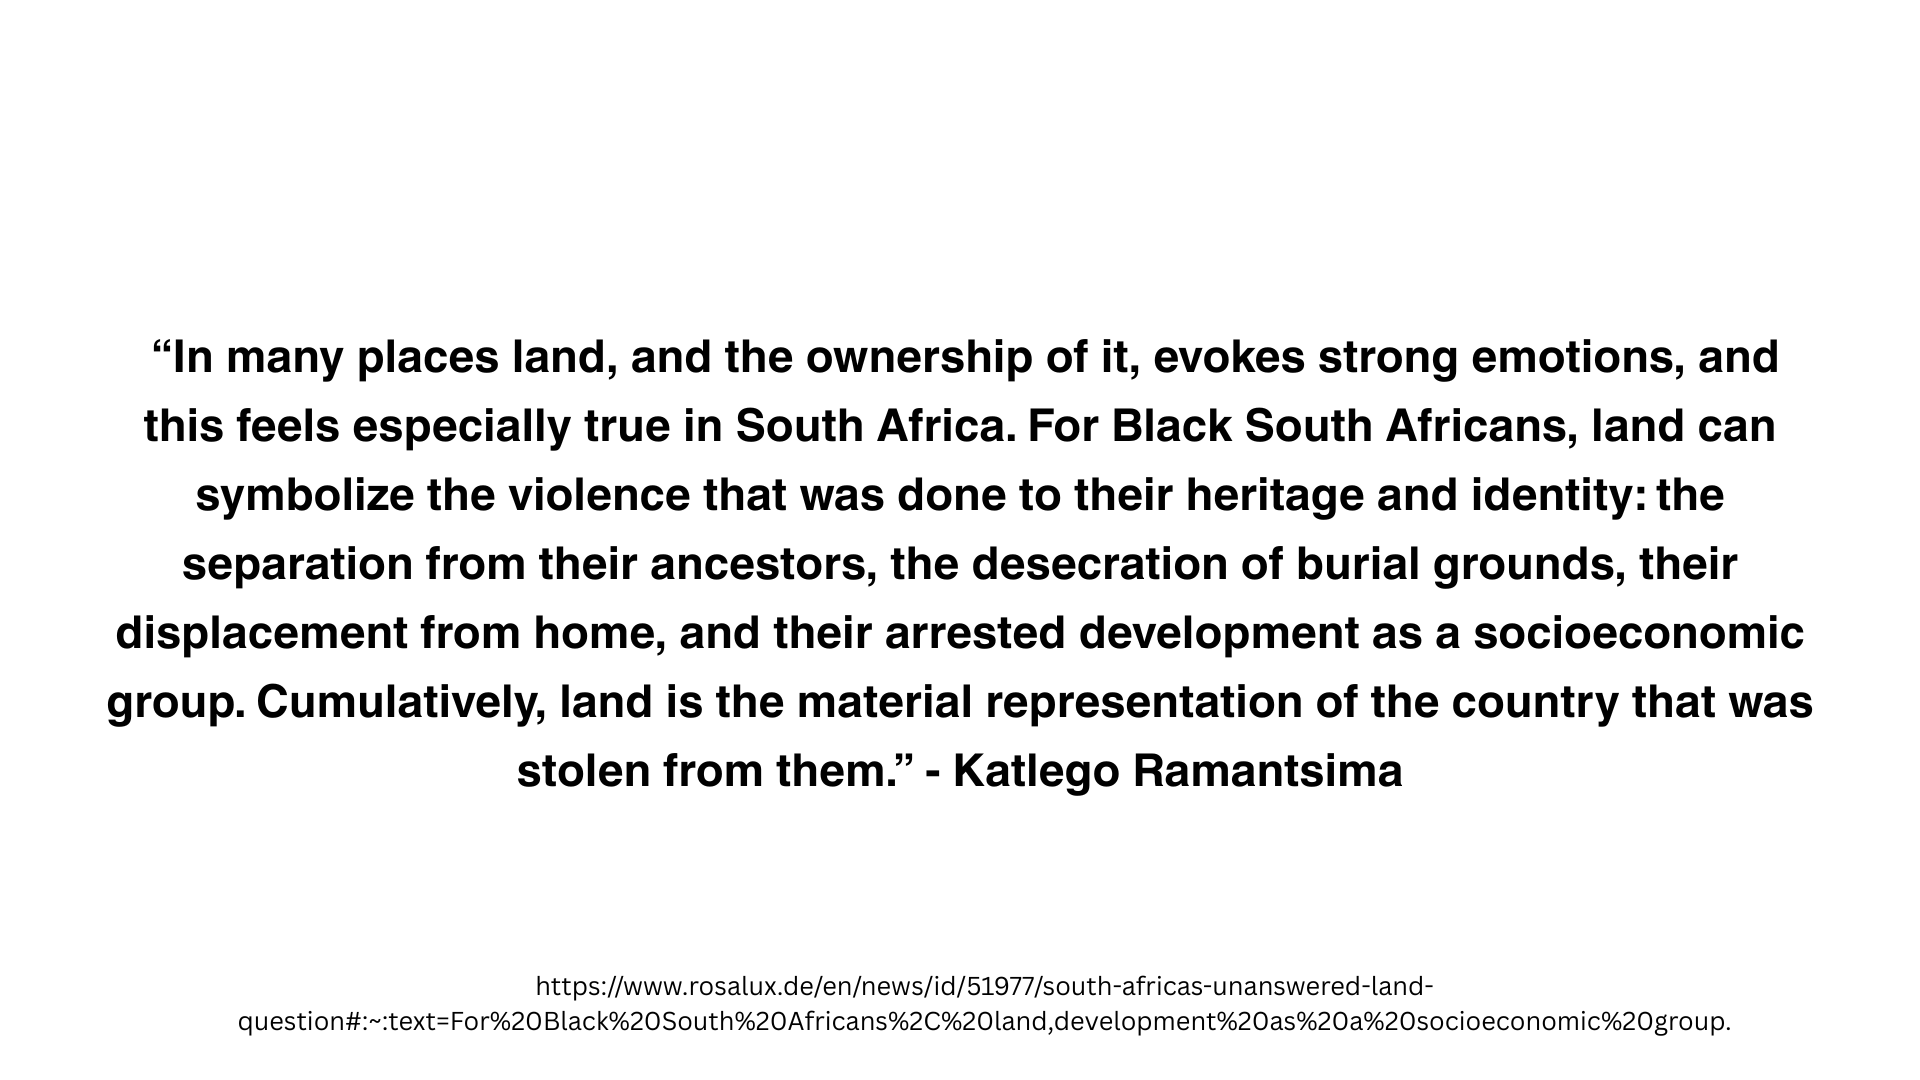 “In many places land, and the ownership of it, evokes strong emotions, and
this feels especially true in South Africa. For Black South Africans, land can
symbolize the violence that was done to their heritage and identity: the
separation from their ancestors, the desecration of burial grounds, their
displacement from home, and their arrested development as a socioeconomic
group. Cumulatively, land is the material representation of the country that was
stolen from them.” - Katlego Ramantsima
https://www.rosalux.de/en/news/id/51977/south-africas-unanswered-land-
question#:~:text=For%20Black%20South%20Africans%2C%20land,development%20as%20a%20socioeconomic%20group.